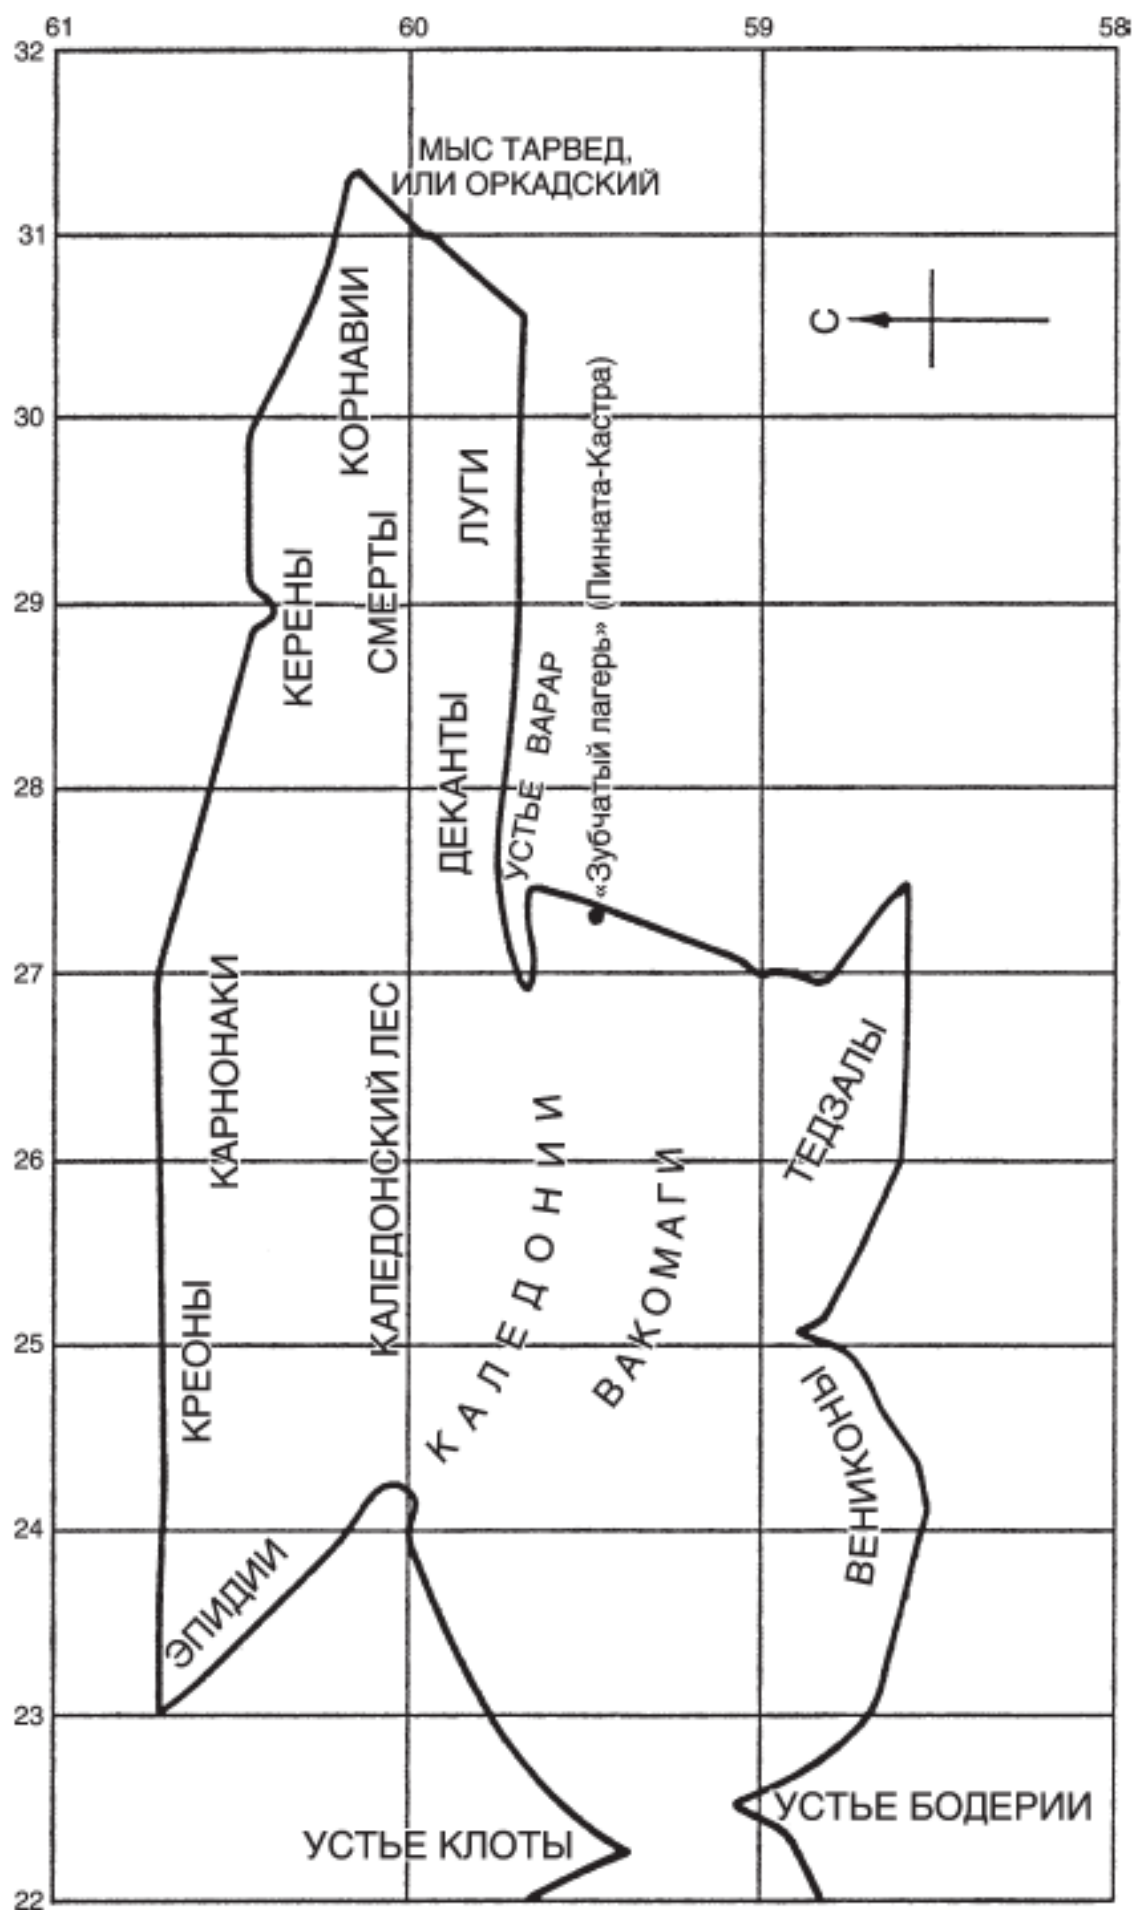 61 60 59 58
32
МЫС ТАРВЕД,
ИЛИ ОРКАДСКИЙ
31
С
КОРНАВИИ
30
ЛУГИ
«Зубчатый лагерь» (Пинната-Кастра)
СМЕРТЫ
КЕРЕНЫ
29
ДЕКАНТЫ
УСТЬЕ ВАРАР
28
27
КАРНОНАКИ
КАЛЕДОНСКИЙ ЛЕС
ТЕДЗАЛЫ
26
КАЛЕДОНИИ
ВАКОМАГИ
25
КРЕОНЫ
ВЕНИКОНЫ
24
ЭПИДИИ
23
УСТЬЕ БОДЕРИИ
УСТЬЕ КЛОТЫ
22